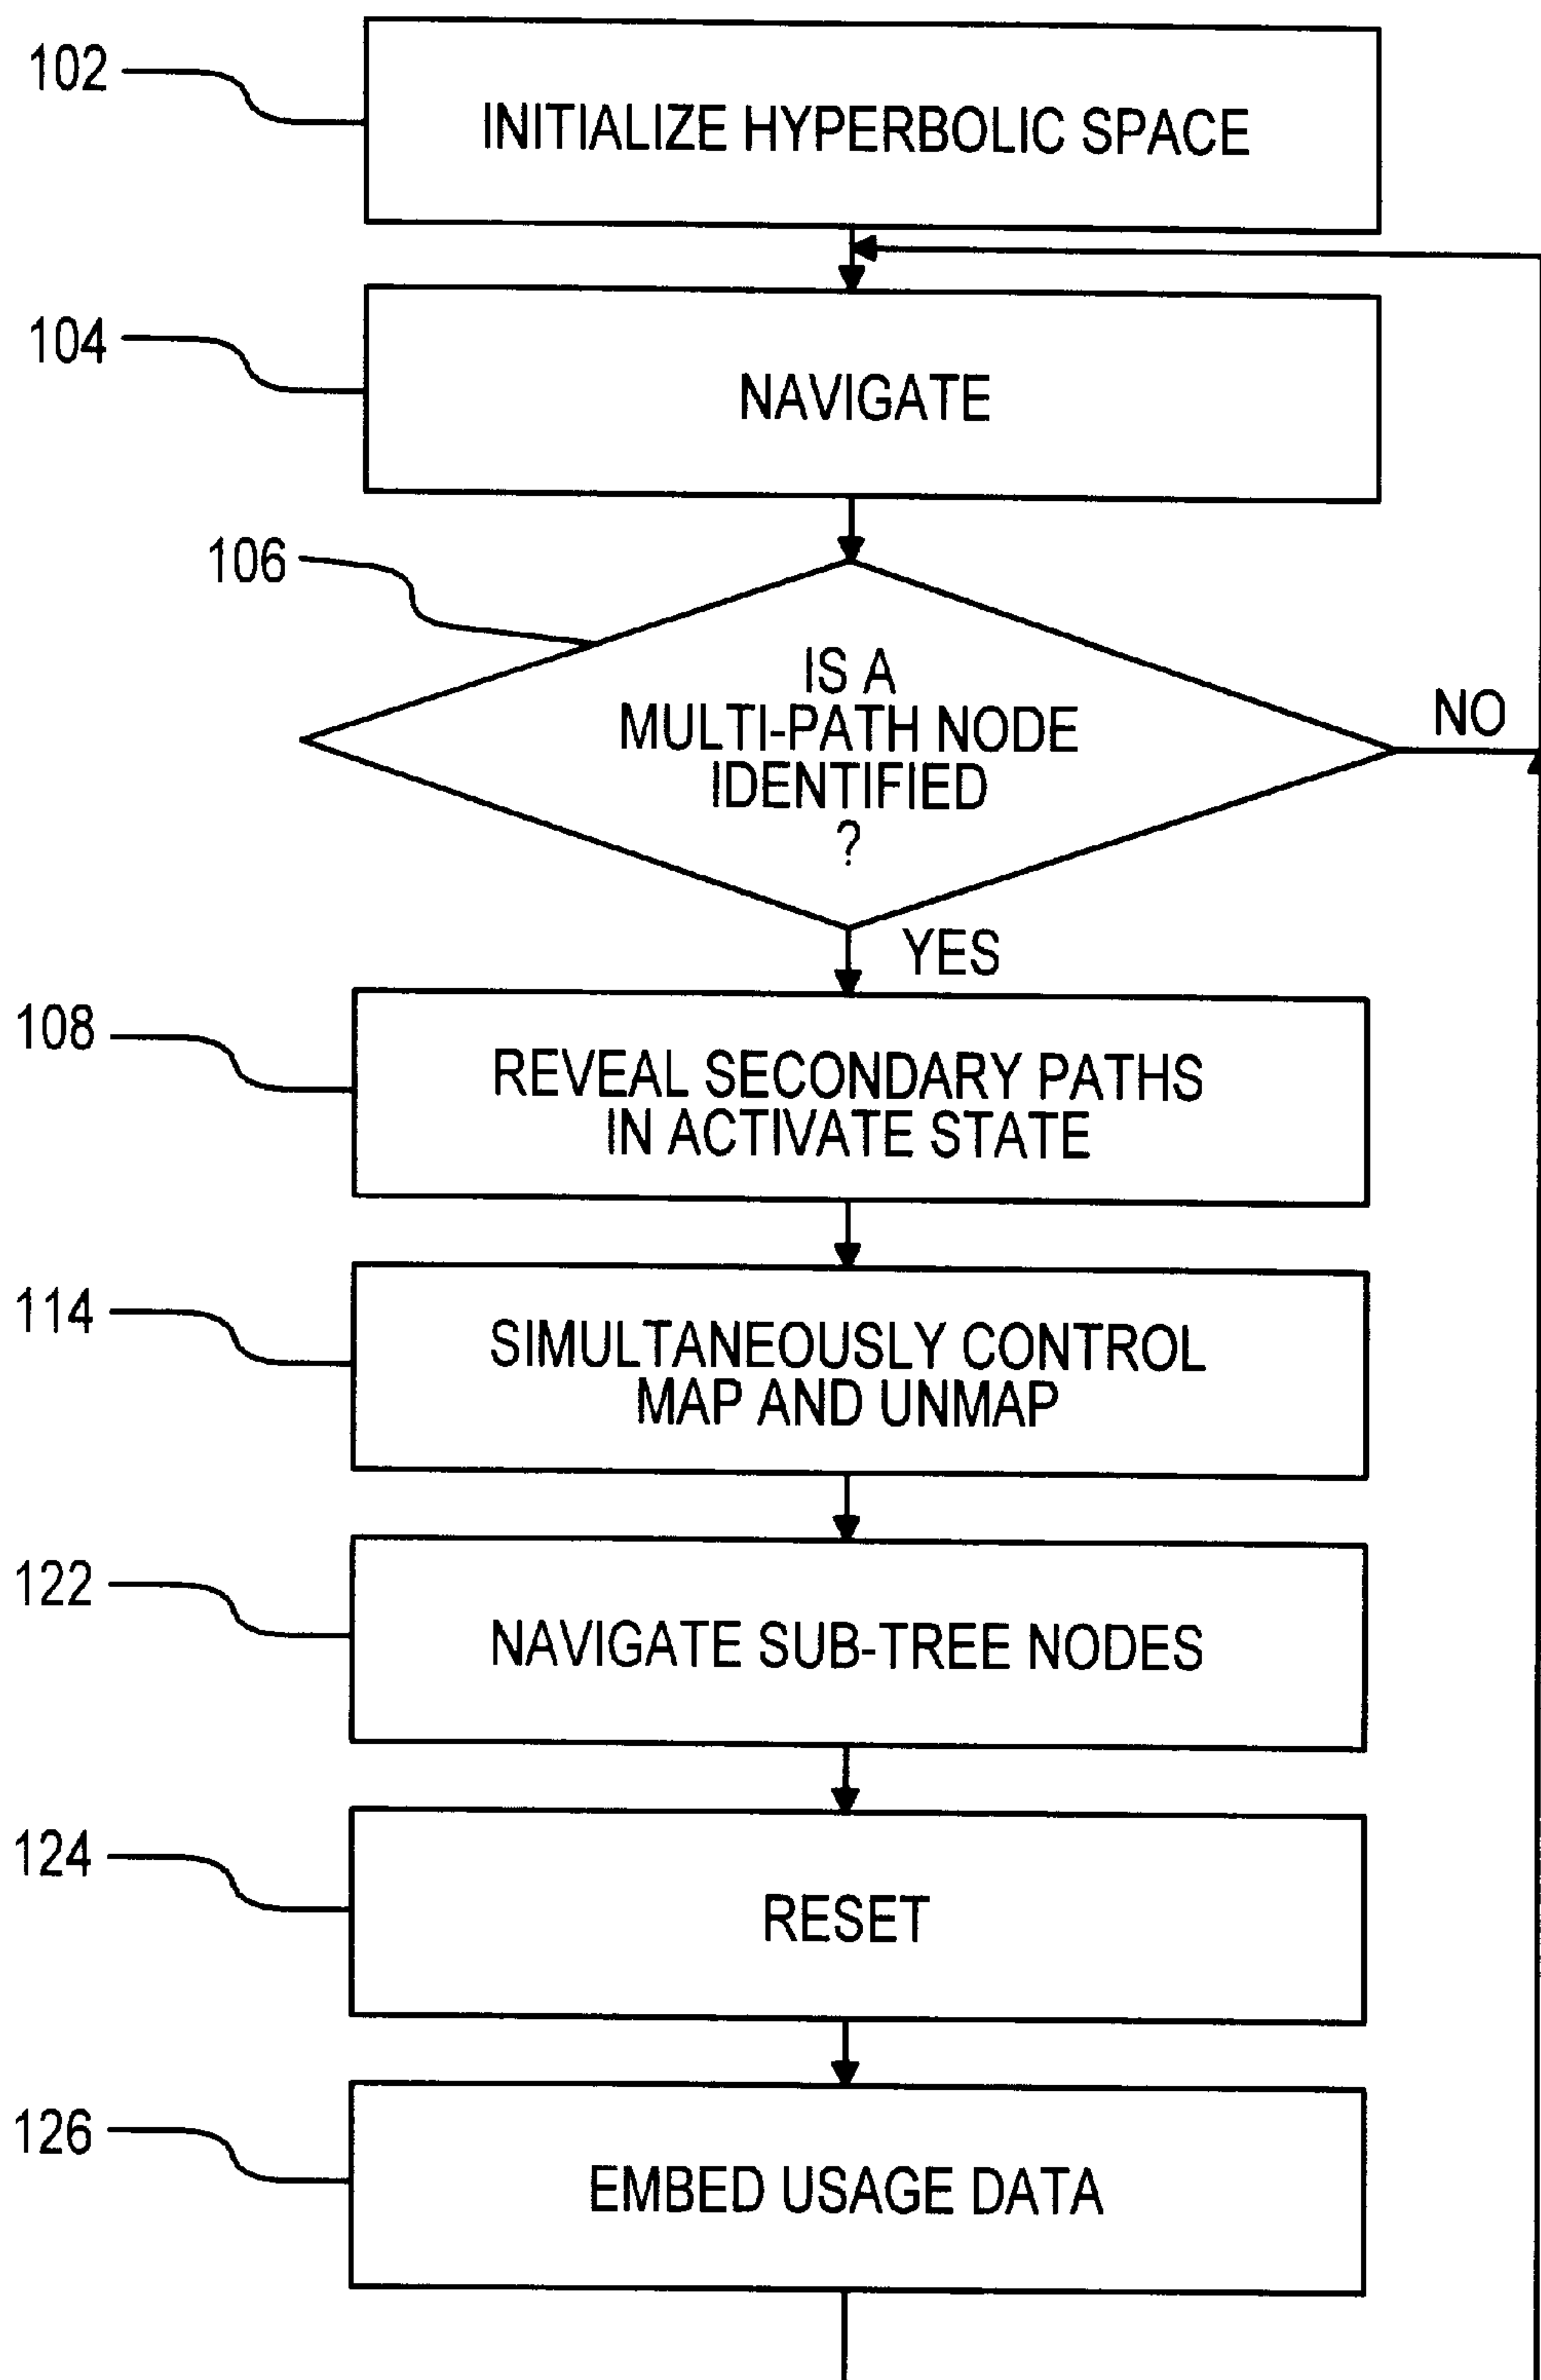 102
INITIALIZE HYPERBOLIC SPACE
104
NAVIGATE
106
IS A
MULTI-PATH NODE
IDENTIFIED
?
NO
YES
108
REVEAL SECONDARY PATHS
IN ACTIVATE STATE
114
SIMULTANEOUSLY CONTROL
MAP AND UNMAP
122
NAVIGATE SUB-TREE NODES
124
RESET
126
EMBED USAGE DATA